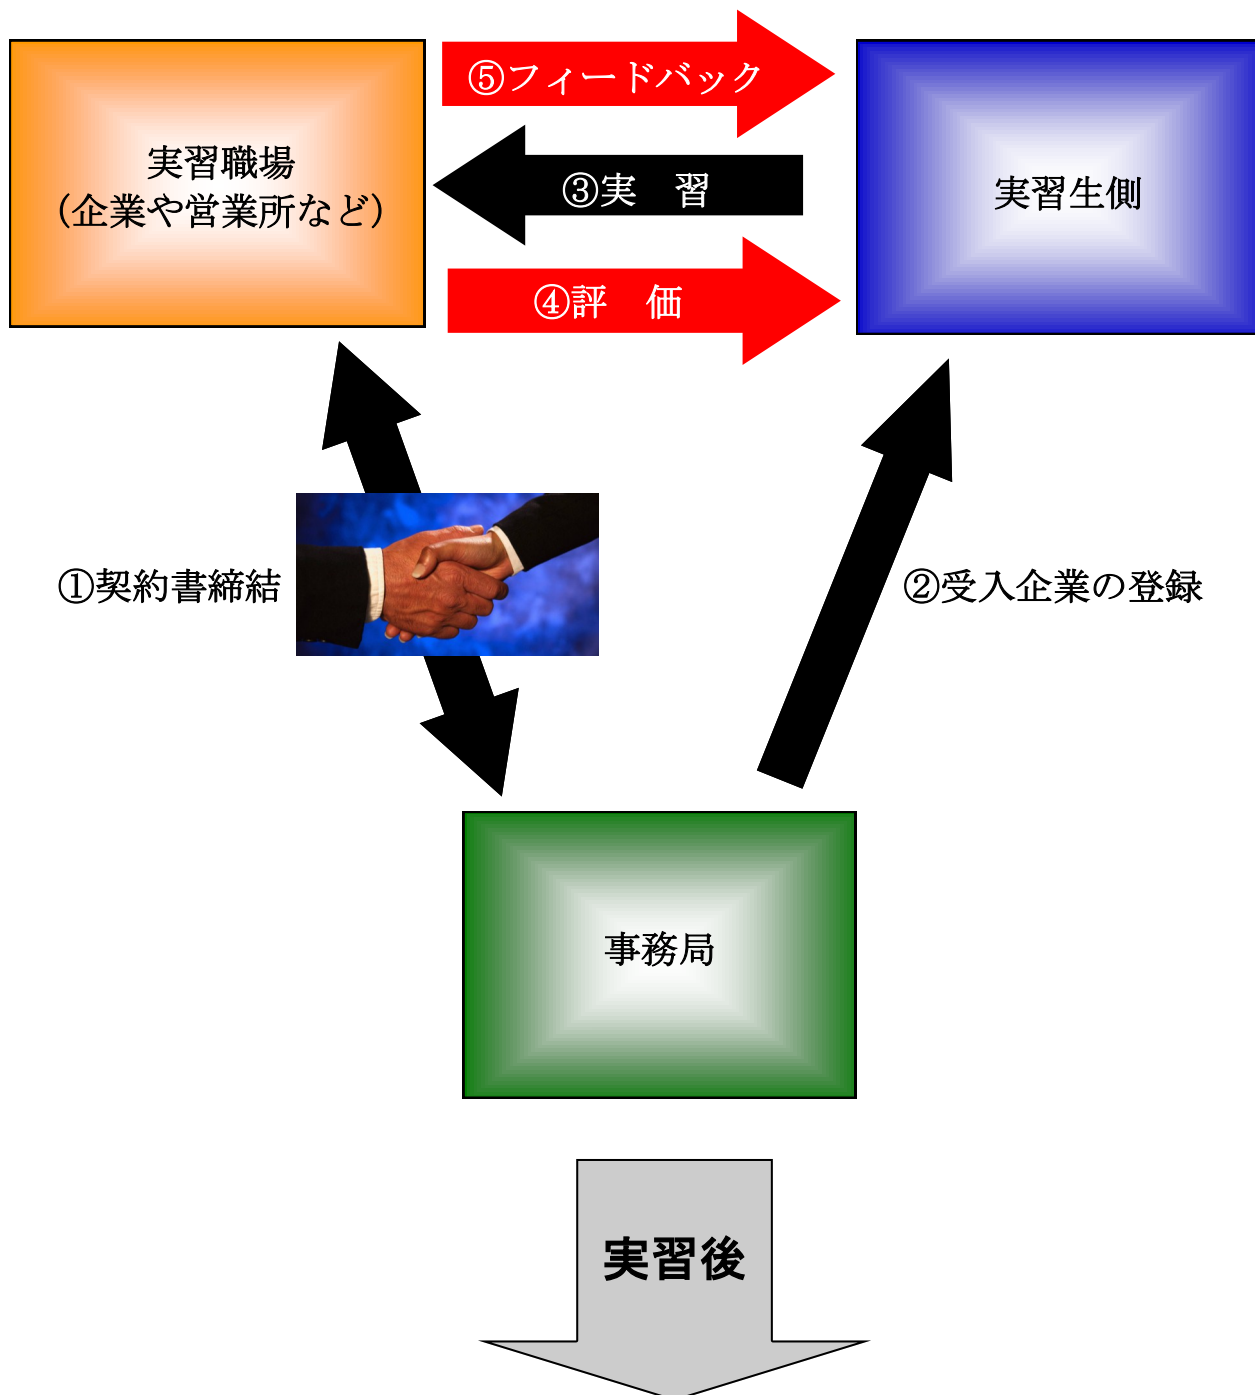 ⑤フィードバック
実習職場
（企業や営業所など）
③実　習
実習生側
④評　価
①契約書締結
②受入企業の登録
事務局
実習後